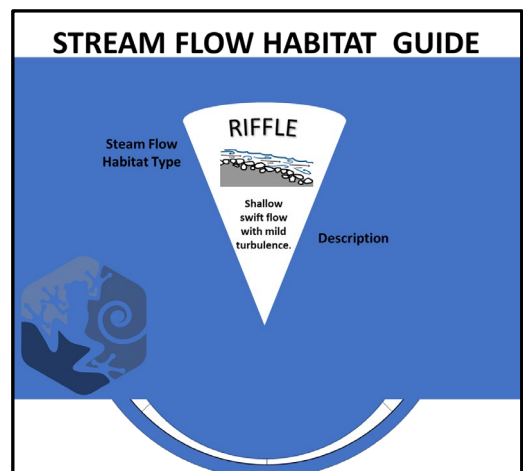 STREAM FLOW HABITAT GUIDE
RIFFLE
Steam Flow
Habitat Type
Shallow
swift flow
with mild
turbulence.
Description